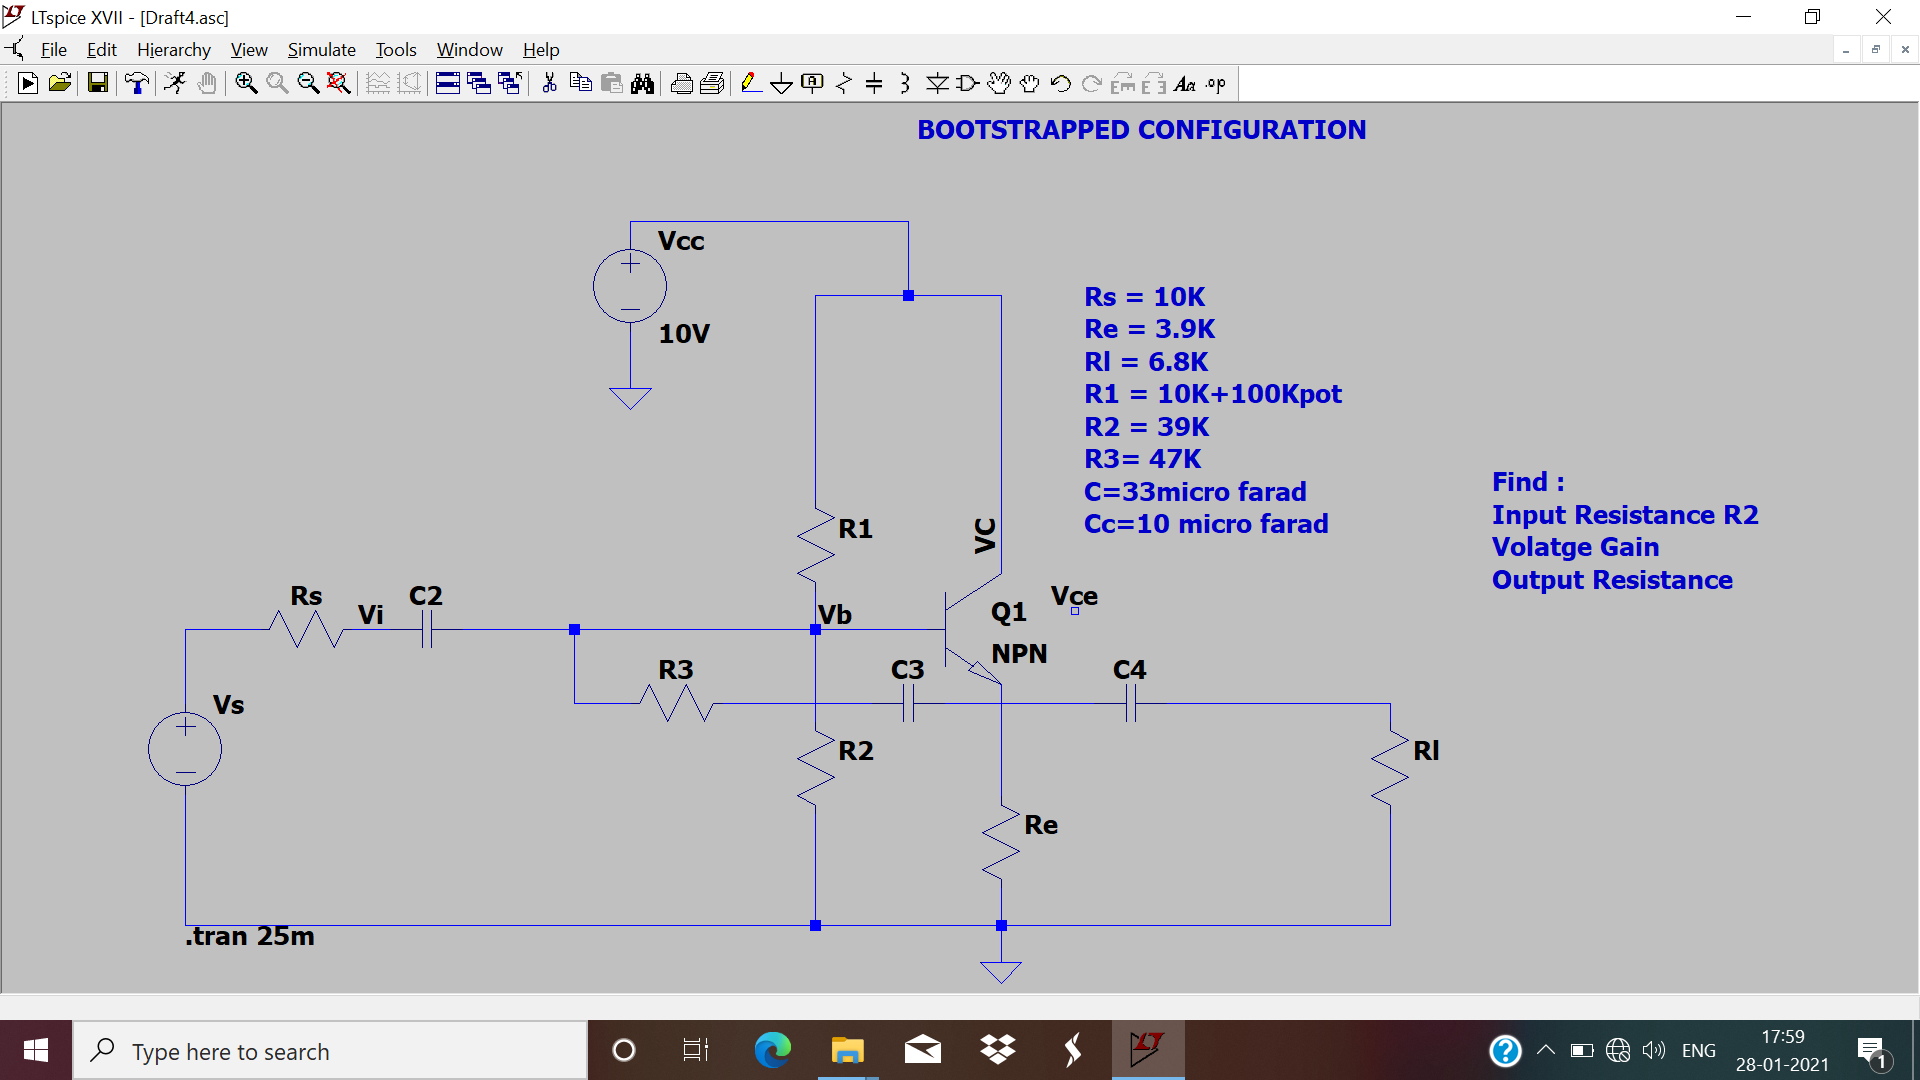 LTspice XVII - [Draft4.asc]
File Edit Hierarchy View Simulate Tools Window Help
BOOTSTRAPPED CONFIGURATION
Vcc
10V
Rs = 10K
Re = 3.9K
Rl = 6.8K
R1 = 10K+100Kpot
R2 = 39K
R3= 47K
C=33micro farad
Cc=10 micro farad
Find :
Input Resistance R2
Volatge Gain
Output Resistance
R1
VC
Rs
Vi
C2
Vb
Q1
Vce
NPN
R3
C3
C4
Vs
R2
Rl
Re
.tran 25m
Type here to search
ENG
17:59
28-01-2021
1